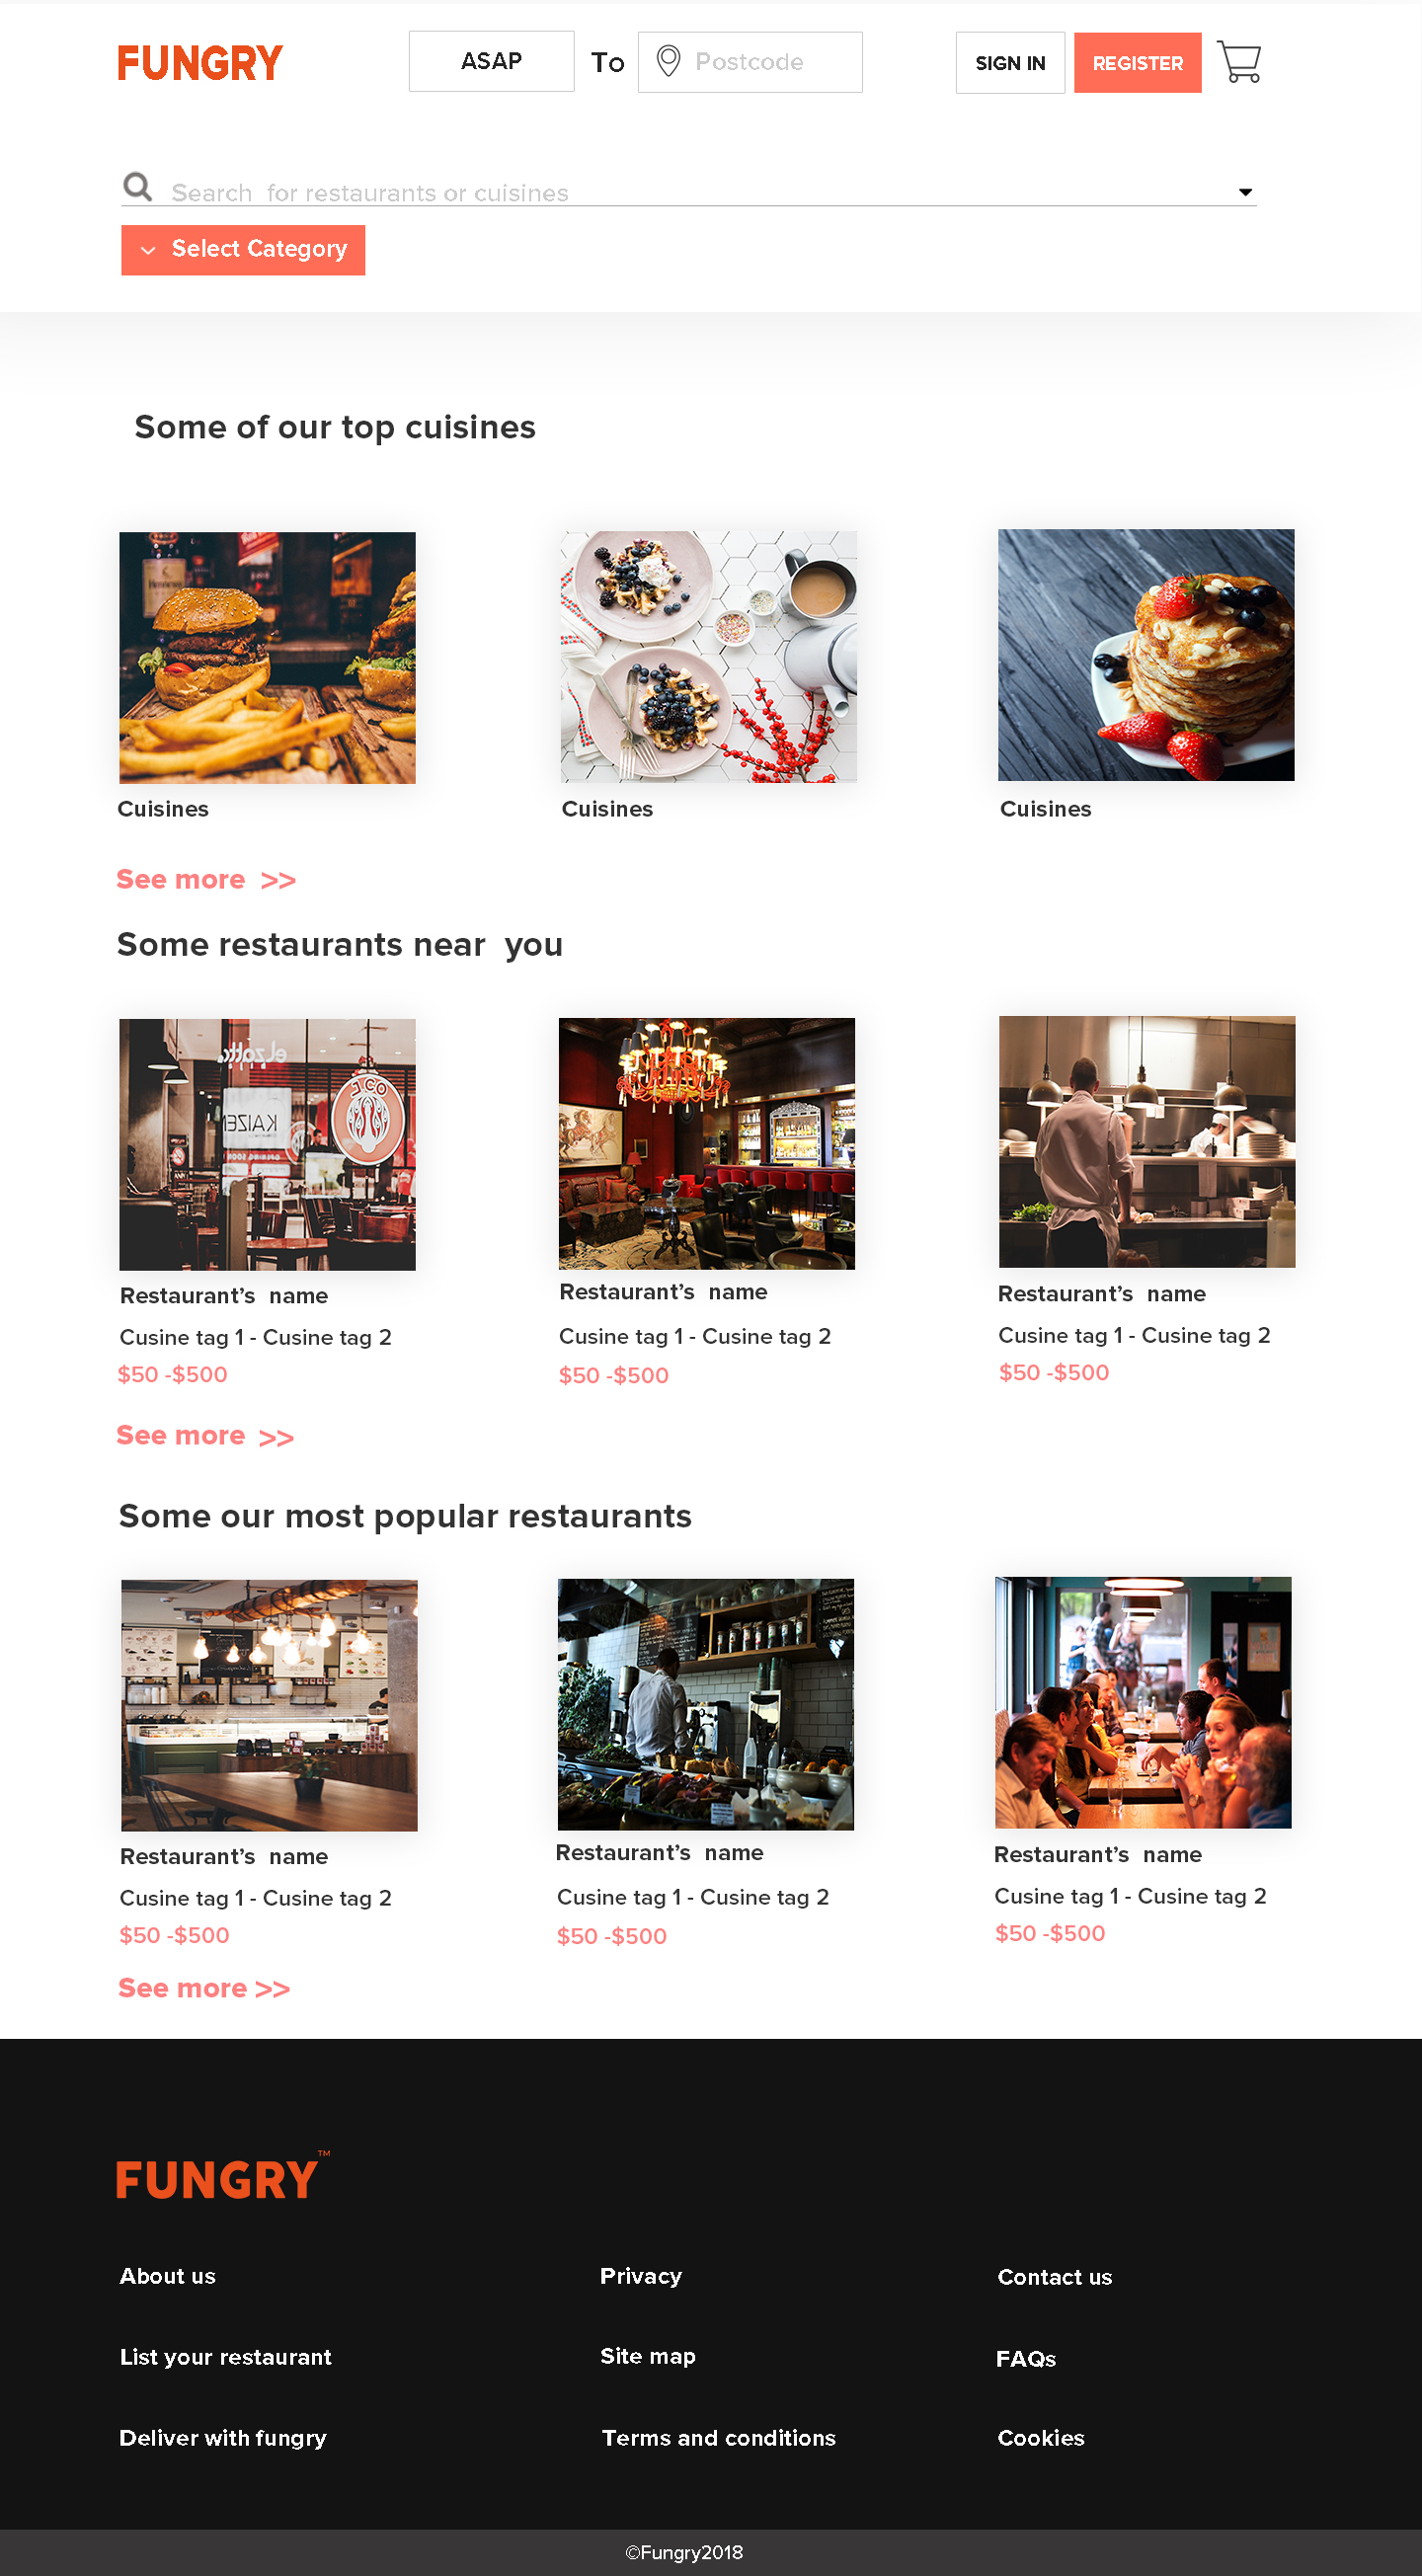 FUNGRY
ASAP To Postcode
SIGN IN REGISTER
Search for restaurants or cuisines
Select Category
Some of our top cuisines
Cuisines Cuisines Cuisines
See more >>
Some restaurants near you
KAIZEN
J.CO
Restaurant’s name Restaurant’s name Restaurant’s name
Cusine tag 1 - Cusine tag 2 Cusine tag 1 - Cusine tag 2 Cusine tag 1 - Cusine tag 2
$50 -$500 $50 -$500 $50 -$500
See more >>
Some our most popular restaurants
Restaurant’s name Restaurant’s name Restaurant’s name
Cusine tag 1 - Cusine tag 2 Cusine tag 1 - Cusine tag 2 Cusine tag 1 - Cusine tag 2
$50 -$500 $50 -$500 $50 -$500
See more >>
FUNGRY™
About us Privacy Contact us
List your restaurant Site map FAQs
Deliver with fungry Terms and conditions Cookies
©Fungry2018